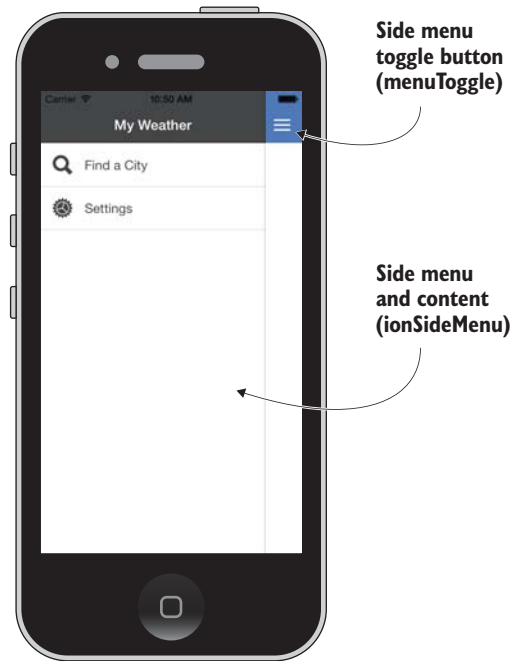 Side menu
toggle button
(menuToggle)
Carrier 10:50 AM
My Weather
Find a City
Settings
Side menu
and content
(ionSideMenu)